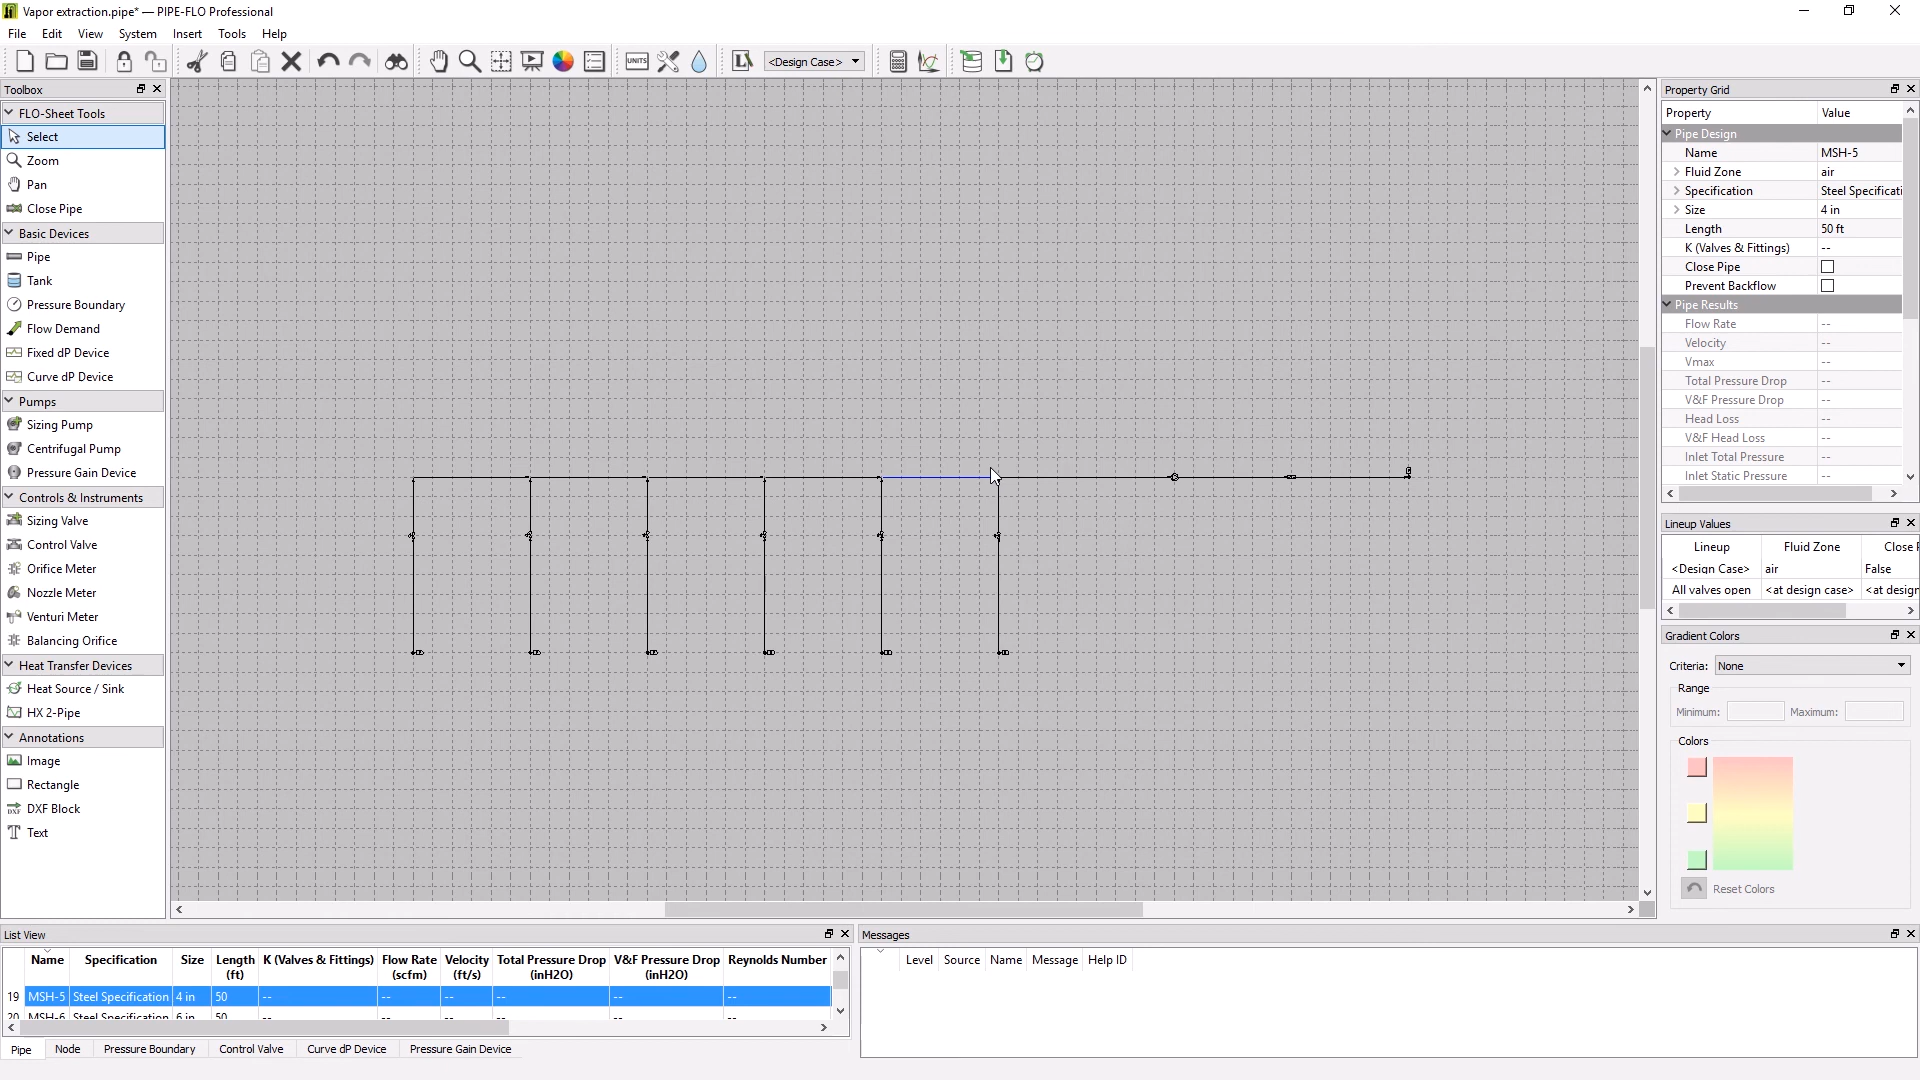 Vapor extraction.pipe* — PIPE-FLO Professional
File Edit View System Insert Tools Help
UNITS <Design Case>
Toolbox
FLO-Sheet Tools
Select
Zoom
Pan
Close Pipe
Basic Devices
Pipe
Tank
Pressure Boundary
Flow Demand
Fixed dP Device
Curve dP Device
Pumps
Sizing Pump
Centrifugal Pump
Pressure Gain Device
Controls & Instruments
Sizing Valve
Control Valve
Orifice Meter
Nozzle Meter
Venturi Meter
Balancing Orifice
Heat Transfer Devices
Heat Source / Sink
HX 2-Pipe
Annotations
Image
Rectangle
DXF DXF Block
Text
Property Grid
Property Value
Pipe Design
Name MSH-5
Fluid Zone air
Specification Steel Specificati
Size 4 in
Length 50 ft
K (Valves & Fittings) --
Close Pipe
Prevent Backflow
Pipe Results
Flow Rate --
Velocity --
Vmax --
Total Pressure Drop --
V&F Pressure Drop --
Head Loss --
V&F Head Loss --
Inlet Total Pressure --
Inlet Static Pressure --
Lineup Values
Lineup Fluid Zone Close P
<Design Case> air False
All valves open <at design case> <at design
Gradient Colors
Criteria: None
Range
Minimum: Maximum:
Colors
Reset Colors
List View
Name Specification Size Length (ft) K (Valves & Fittings) Flow Rate (scfm) Velocity (ft/s) Total Pressure Drop (inH2O) V&F Pressure Drop (inH2O) Reynolds Number
19 MSH-5 Steel Specification 4 in 50 -- -- -- -- -- --
20 MSH-6 Steel Specification 6 in 50 -- -- -- -- -- --
Pipe Node Pressure Boundary Control Valve Curve dP Device Pressure Gain Device
Messages
Level Source Name Message Help ID